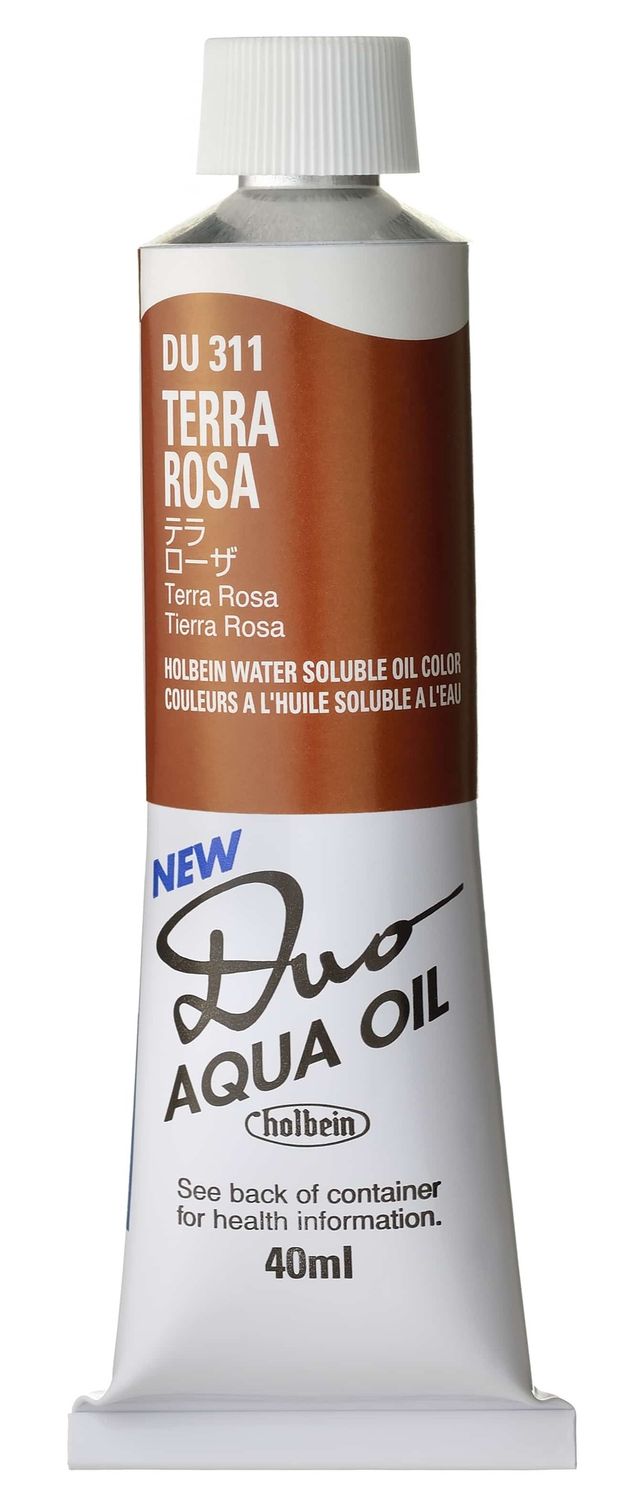 DU 311
TERRA
ROSA
テラ
ローザ
Terra Rosa
Tierra Rosa
HOLBEIN WATER SOLUBLE OIL COLOR
COULEURS A L'HUILE SOLUBLE A L'EAU
NEW
Duo
AQUA OIL
holbein
See back of container
for health information.
40ml